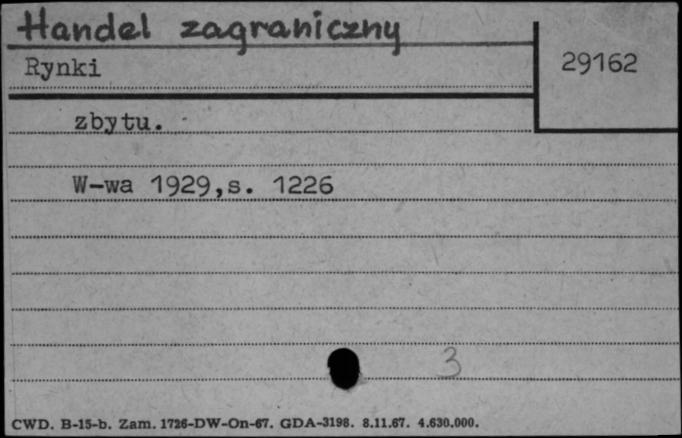 Handel zagraniczny
Rynki
29162
zbytu.
W-wa 1929,s. 1226
3
CWD. B-15-b. Zam. 1726-DW-On-67. GDA-3198. 8.11.67. 4.630.000.